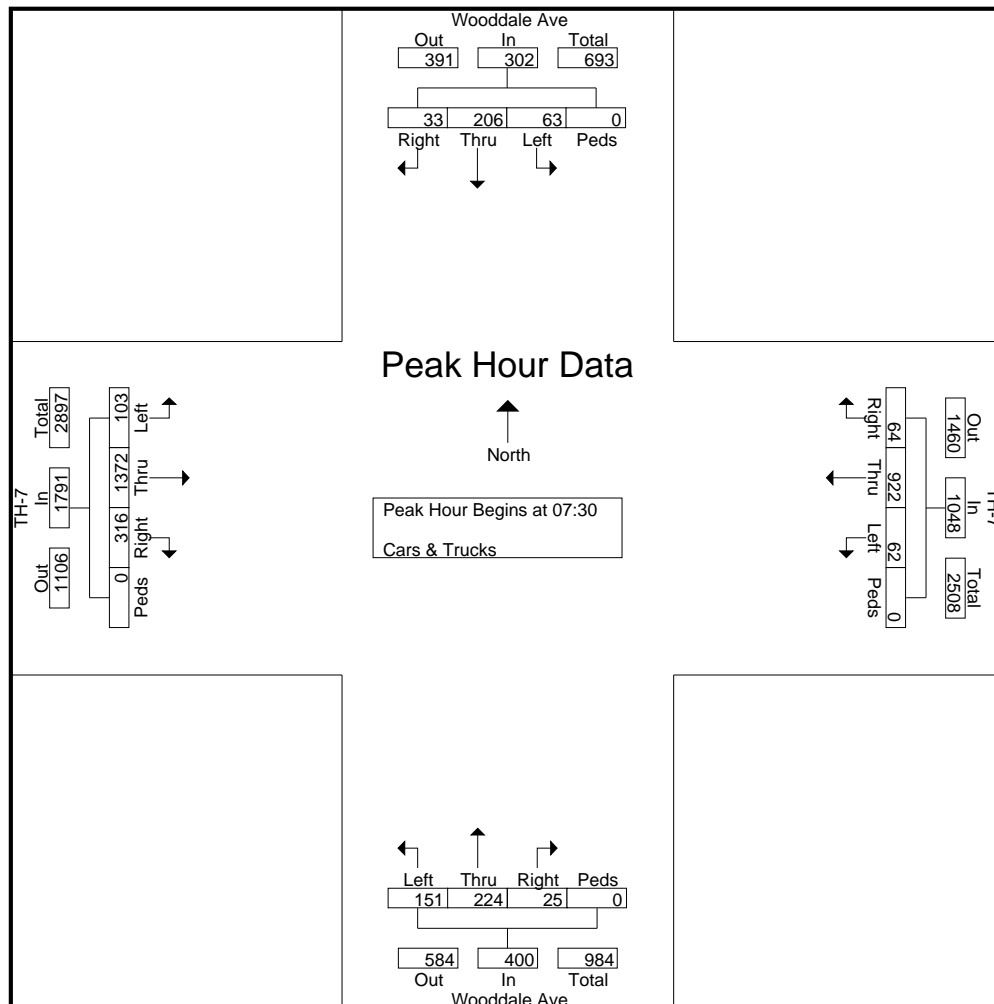 Wooddale Ave
Out In Total
391 302 693
33 206 63 0
Right Thru Left Peds
Peak Hour Data
North
Peak Hour Begins at 07:30
Cars & Trucks
TH-7
Total In Out
2897 1791 1106
103 1372 316 0
Left Thru Right Peds
TH-7
Out In Total
1460 1048 2508
64 922 62 0
Right Thru Left Peds
Left Thru Right Peds
151 224 25 0
584 400 984
Out In Total
Wooddale Ave